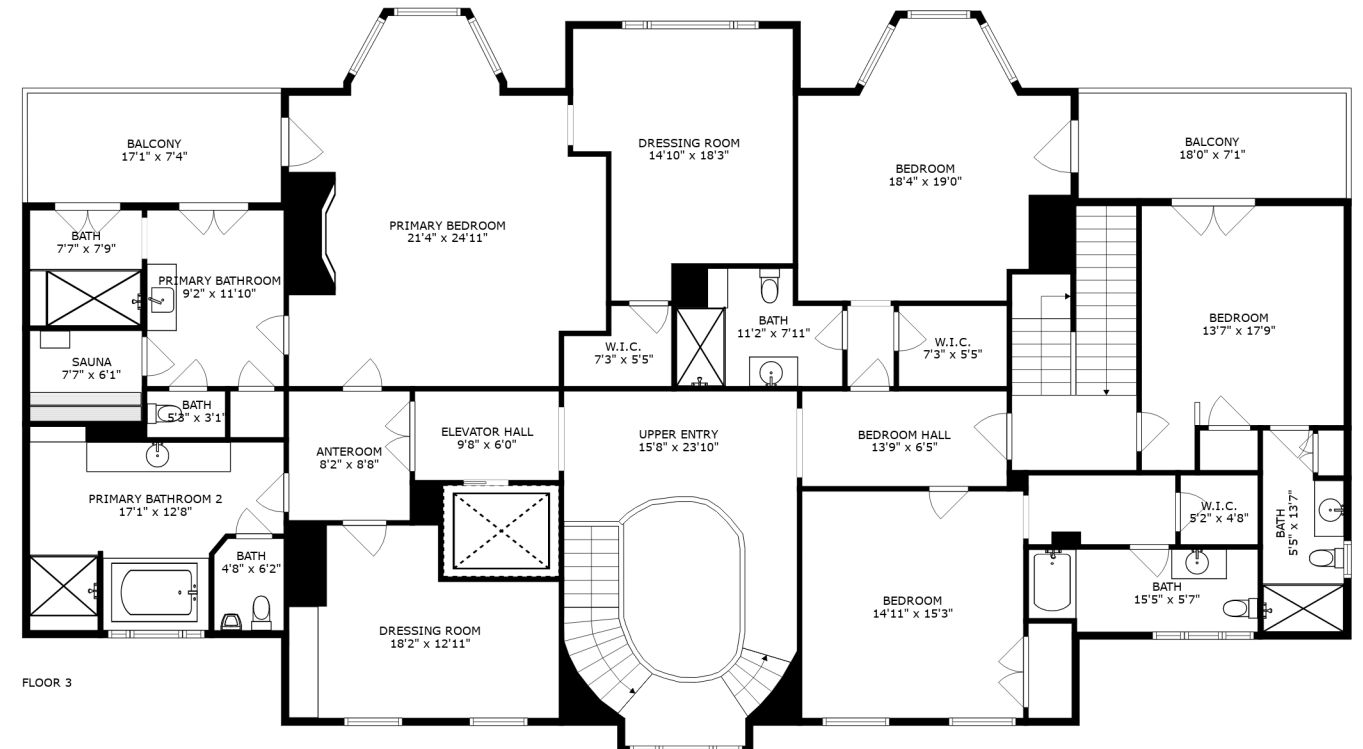 BALCONY
17'1" x 7'4"
DRESSING ROOM
14'10" x 18'3"
BEDROOM
18'4" x 19'0"
BALCONY
18'0" x 7'1"
BATH
7'7" x 7'9"
PRIMARY BEDROOM
21'4" x 24'11"
PRIMARY BATHROOM
9'2" x 11'10"
BEDROOM
13'7" x 17'9"
SAUNA
7'7" x 6'1"
W.I.C.
7'3" x 5'5"
BATH
11'2" x 7'11"
W.I.C.
7'3" x 5'5"
BATH
5'3" x 3'1"
ANTEROOM
8'2" x 8'8"
ELEVATOR HALL
9'8" x 6'0"
UPPER ENTRY
15'8" x 23'10"
BEDROOM HALL
13'9" x 6'5"
PRIMARY BATHROOM 2
17'1" x 12'8"
W.I.C.
5'2" x 4'8"
BATH
5'5" x 13'7"
BATH
4'8" x 6'2"
BATH
15'5" x 5'7"
DRESSING ROOM
18'2" x 12'11"
BEDROOM
14'11" x 15'3"
FLOOR 3